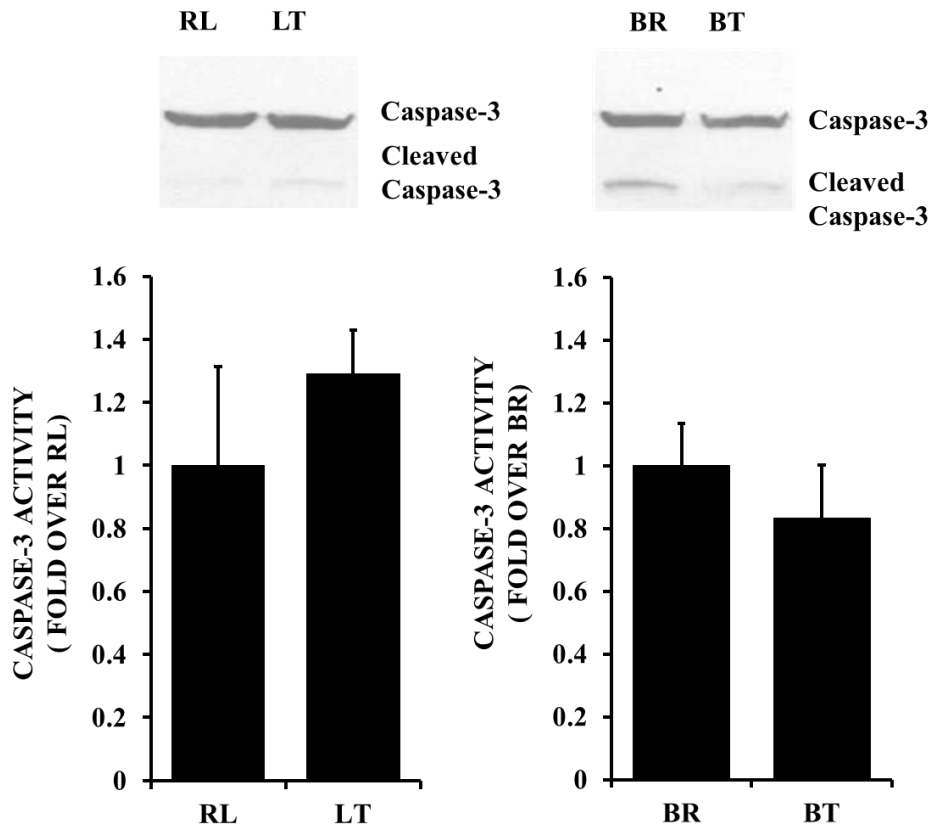 RL LT
Caspase-3
Cleaved
Caspase-3
BR BT
Caspase-3
Cleaved
Caspase-3
CASPASE-3 ACTIVITY
( FOLD OVER RL)
1.6
1.4
1.2
1
0.8
0.6
0.4
0.2
0
RL LT
CASPASE-3 ACTIVITY
( FOLD OVER BR)
1.6
1.4
1.2
1
0.8
0.6
0.4
0.2
0
BR BT